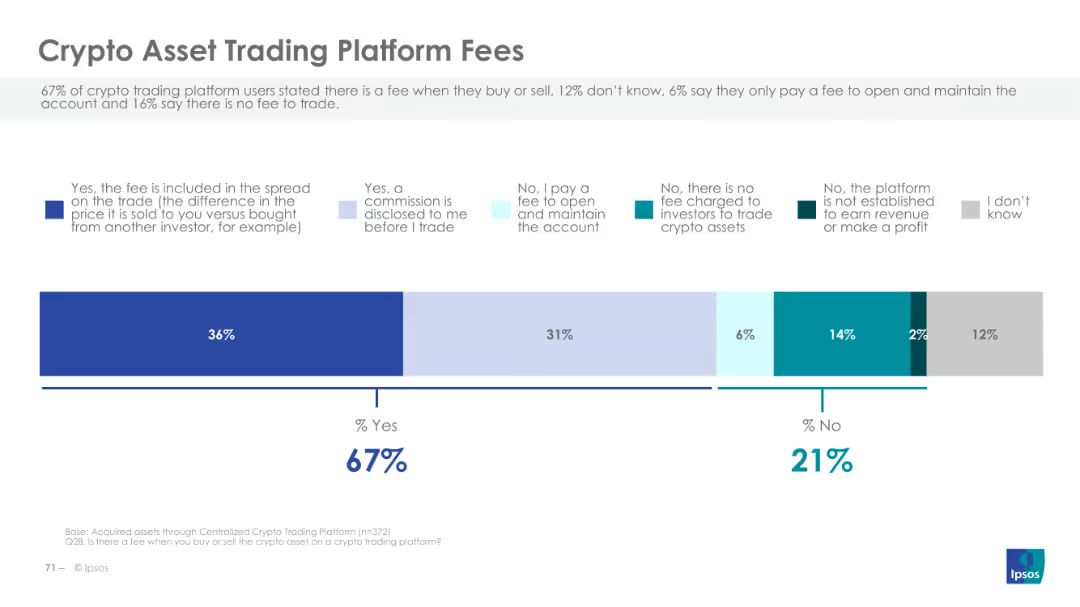 Crypto Asset Trading Platform Fees
67% of crypto trading platform users stated there is a fee when they buy or sell, 12% don't know, 6% say they only pay a fee to open and maintain the
account and 16% say there is no fee to trade.
Yes, the fee is included in the spread
on the trade (the difference in the
price it is sold to you versus bought
from another investor, for example)
Yes, a
commission is
disclosed to me
before I trade
No, I pay a
fee to open
and maintain
the account
No, there is no
fee charged to
investors to trade
crypto assets
No, the platform
is not established
to earn revenue
or make a profit
I don't
know
36%
31%
6%
14%
2%
12%
% Yes
67%
% No
21%
Base: Acquired assets through Centralized Crypto Trading Platform (n=372)
Q28. Is there a fee when you buy or sell the crypto asset on a crypto trading platform?
71 – © Ipsos
Ipsos